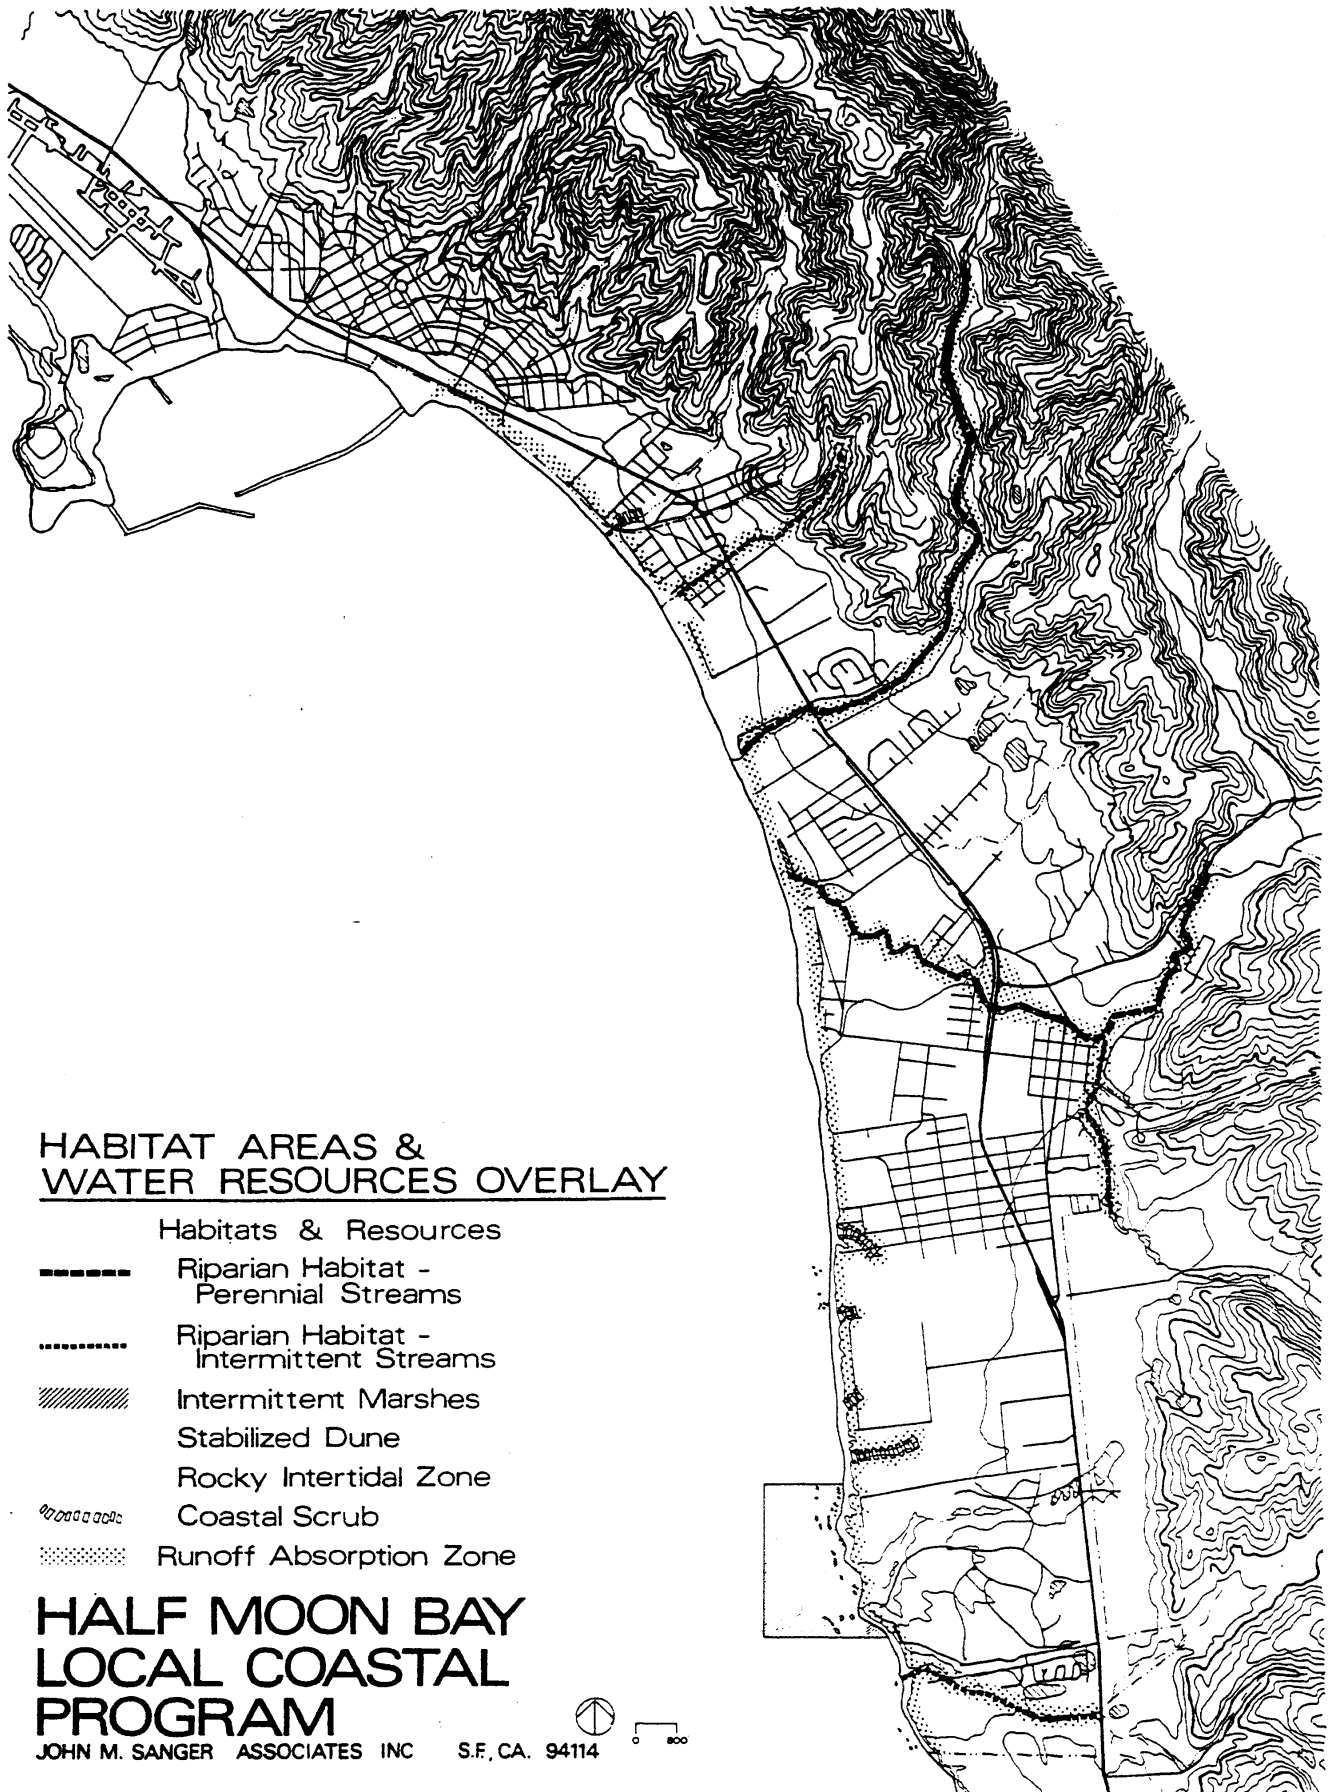 HABITAT AREAS &
WATER RESOURCES OVERLAY
Habitats & Resources
Riparian Habitat -
Perennial Streams
Riparian Habitat -
Intermittent Streams
Intermittent Marshes
Stabilized Dune
Rocky Intertidal Zone
Coastal Scrub
Runoff Absorption Zone
HALF MOON BAY
LOCAL COASTAL
PROGRAM
JOHN M. SANGER ASSOCIATES INC S.F., CA. 94114
0 800